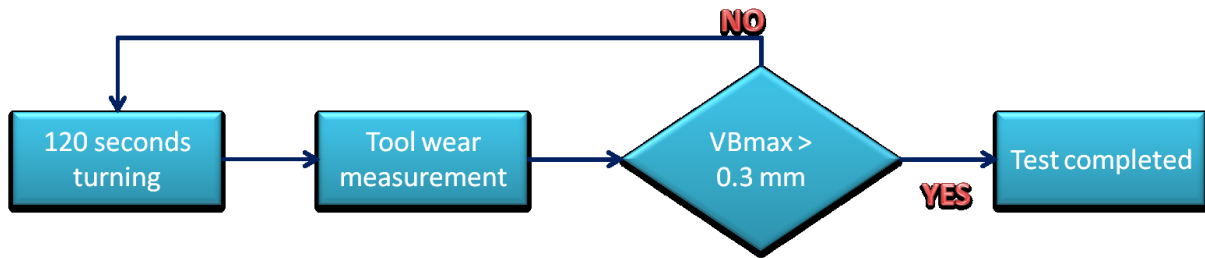 NO
120 seconds
turning
Tool wear
measurement
VBmax >
0.3 mm
YES
Test completed